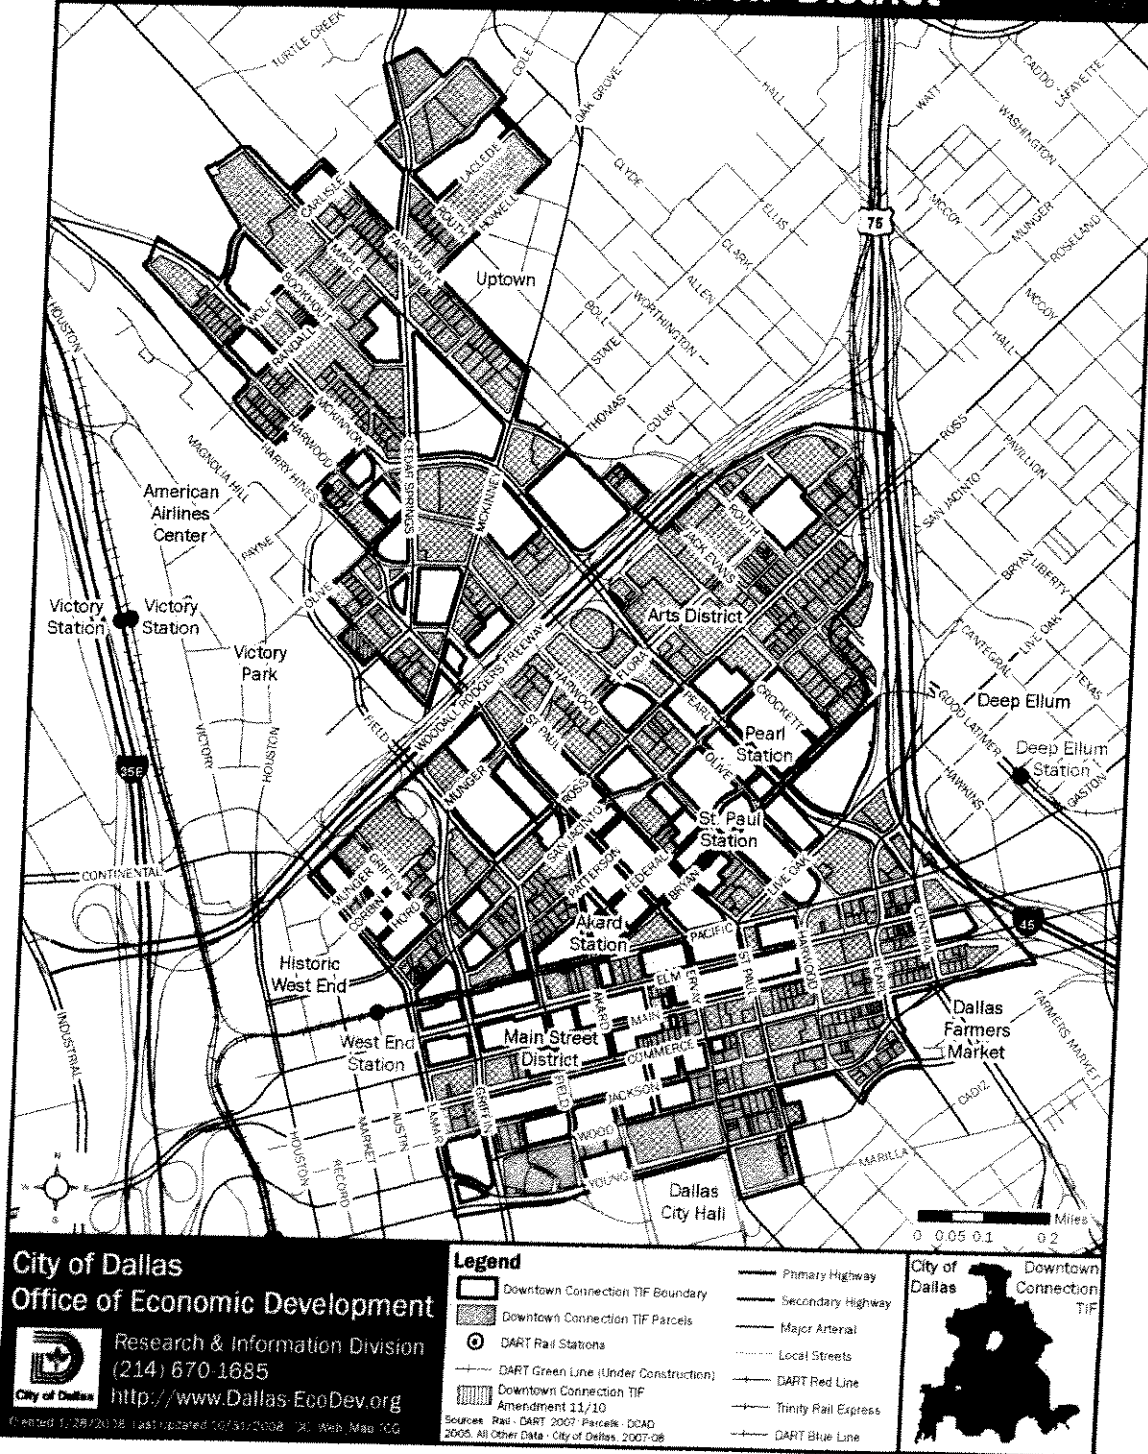 District
TURTLE CREEK
COLE
OAK GROVE
HALL
CADDO
LAFAYETTE
WATT
WASHINGTON
LACLEDE
CARLISLE
ROUTH
HOWELL
CLYDE
ELLIS
MCCOY
MUNGER
ROSELAND
75
FAIRMOUNT
MAPLE
Uptown
CLARK
ALLEN
BOOKHOUT
WOLF
RANDALL
HOUSTON
BOLL
WORTHINGTON
STATE
MCCOY
HALL
THOMAS
COLBY
ROSS
PAVILLION
MCKINNON
HARWOOD
HARRY HINES
MAGNOLIA HILL
CEDAR SPRINGS
MCKINNEY
SAN JACINTO
American
Airlines
Center
ROUTH
JACK EVANS
PAYNE
OLIVE
BRYAN
LIBERTY
Victory
Station
Victory
Station
Arts District
CANTEGRAL
LIVE OAK
TEXAS
Victory
Park
WOODALL RODGERS FREEWAY
FLORA
HARWOOD
PEARL
CROCKETT
Deep Ellum
GOOD LATIMER
FIELD
ST PAUL
Pearl
Station
OLIVE
Deep Ellum
Station
VICTORY
HOUSTON
35E
MUNGER
ROSS
SAN JACINTO
HAWKINS
GASTON
St. Paul
Station
CONTINENTAL
GRIFFIN
MUNGER
CORBIN
HORD
PATTERSON
FEDERAL
BRYAN
LIVE OAK
Akard
Station
PACIFIC
HARWOOD
CENTRAL
45
Historic
West End
ELM
ERVAY
ST PAUL
PEARL
INDUSTRIAL
AKARD
MAIN
Dallas
Farmers
Market
FARMERS MARKET
West End
Station
Main Street
District
COMMERCE
FIELD
JACKSON
CADIZ
GRIFFIN
LAMAR
AUSTIN
MARKET
RECORD
HOUSTON
WOOD
YOUNG
MARILLA
Dallas
City Hall
N
W E
S
Miles
0 0.05 0.1 0.2
City of Dallas
Office of Economic Development
City of Dallas
Research & Information Division
(214) 670-1685
http://www.Dallas-EcoDev.org
Legend
Downtown Connection TIF Boundary
Downtown Connection TIF Parcels
DART Rail Stations
DART Green Line (Under Construction)
Downtown Connection TIF
Amendment 11/10
Sources: Rail - DART 2007 Parcels - DCAD
2005, All Other Data - City of Dallas, 2007-08
Primary Highway
Secondary Highway
Major Arterial
Local Streets
DART Red Line
Trinity Rail Express
DART Blue Line
City of
Dallas
Downtown
Connection
TIF